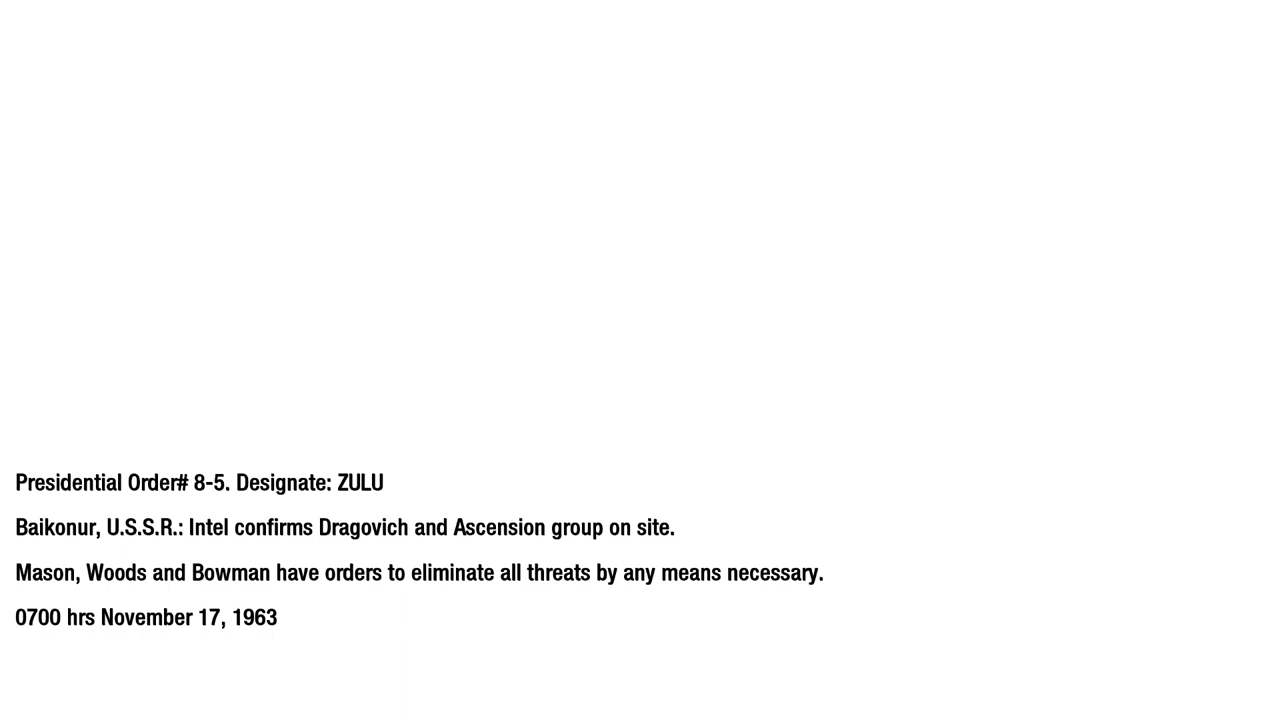 Presidential Order# 8-5. Designate: ZULU
Baikonur, U.S.S.R.: Intel confirms Dragovich and Ascension group on site.
Mason, Woods and Bowman have orders to eliminate all threats by any means necessary.
0700 hrs November 17, 1963